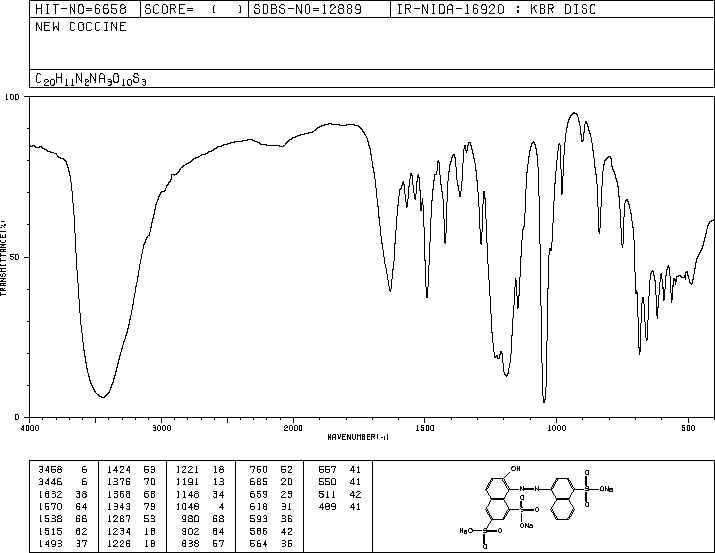 HIT-NO=6658 SCORE= ( ) SDBS-NO=12889 IR-NIDA-16920 : KBR DISC
NEW COCCINE
C20H11N2NA3O10S3
100
50
0
TRANSMITTANCE(%)
4000 3000 2000 1500 1000 500
WAVENUMBER(-1)
3468 6 1424 53 1221 18 760 52 567 41
3446 6 1376 70 1191 13 685 20 550 41
1632 38 1368 66 1148 34 659 23 511 42
1570 64 1343 79 1048 4 618 31 489 41
1538 66 1287 53 980 68 593 36
1515 62 1234 18 902 84 586 42
1493 37 1226 18 838 57 564 36
OH
N N
O
S ONa
O
O
S O
ONa
O
NaO S O
O